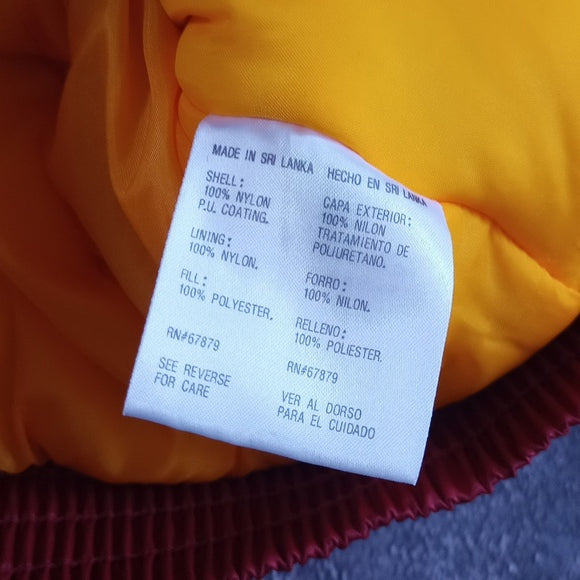 MADE IN SRI LANKA
SHELL:
100% NYLON
P.U. COATING.
LINING:
100% NYLON.
FILL:
100% POLYESTER.
RN#67879
SEE REVERSE
FOR CARE
HECHO EN SRI LANKA
CAPA EXTERIOR:
100% NILON
TRATAMIENTO DE
POLIURETANO.
FORRO:
100% NILON.
RELLENO:
100% POLIESTER.
RN#67879
VER AL DORSO
PARA EL CUIDADO